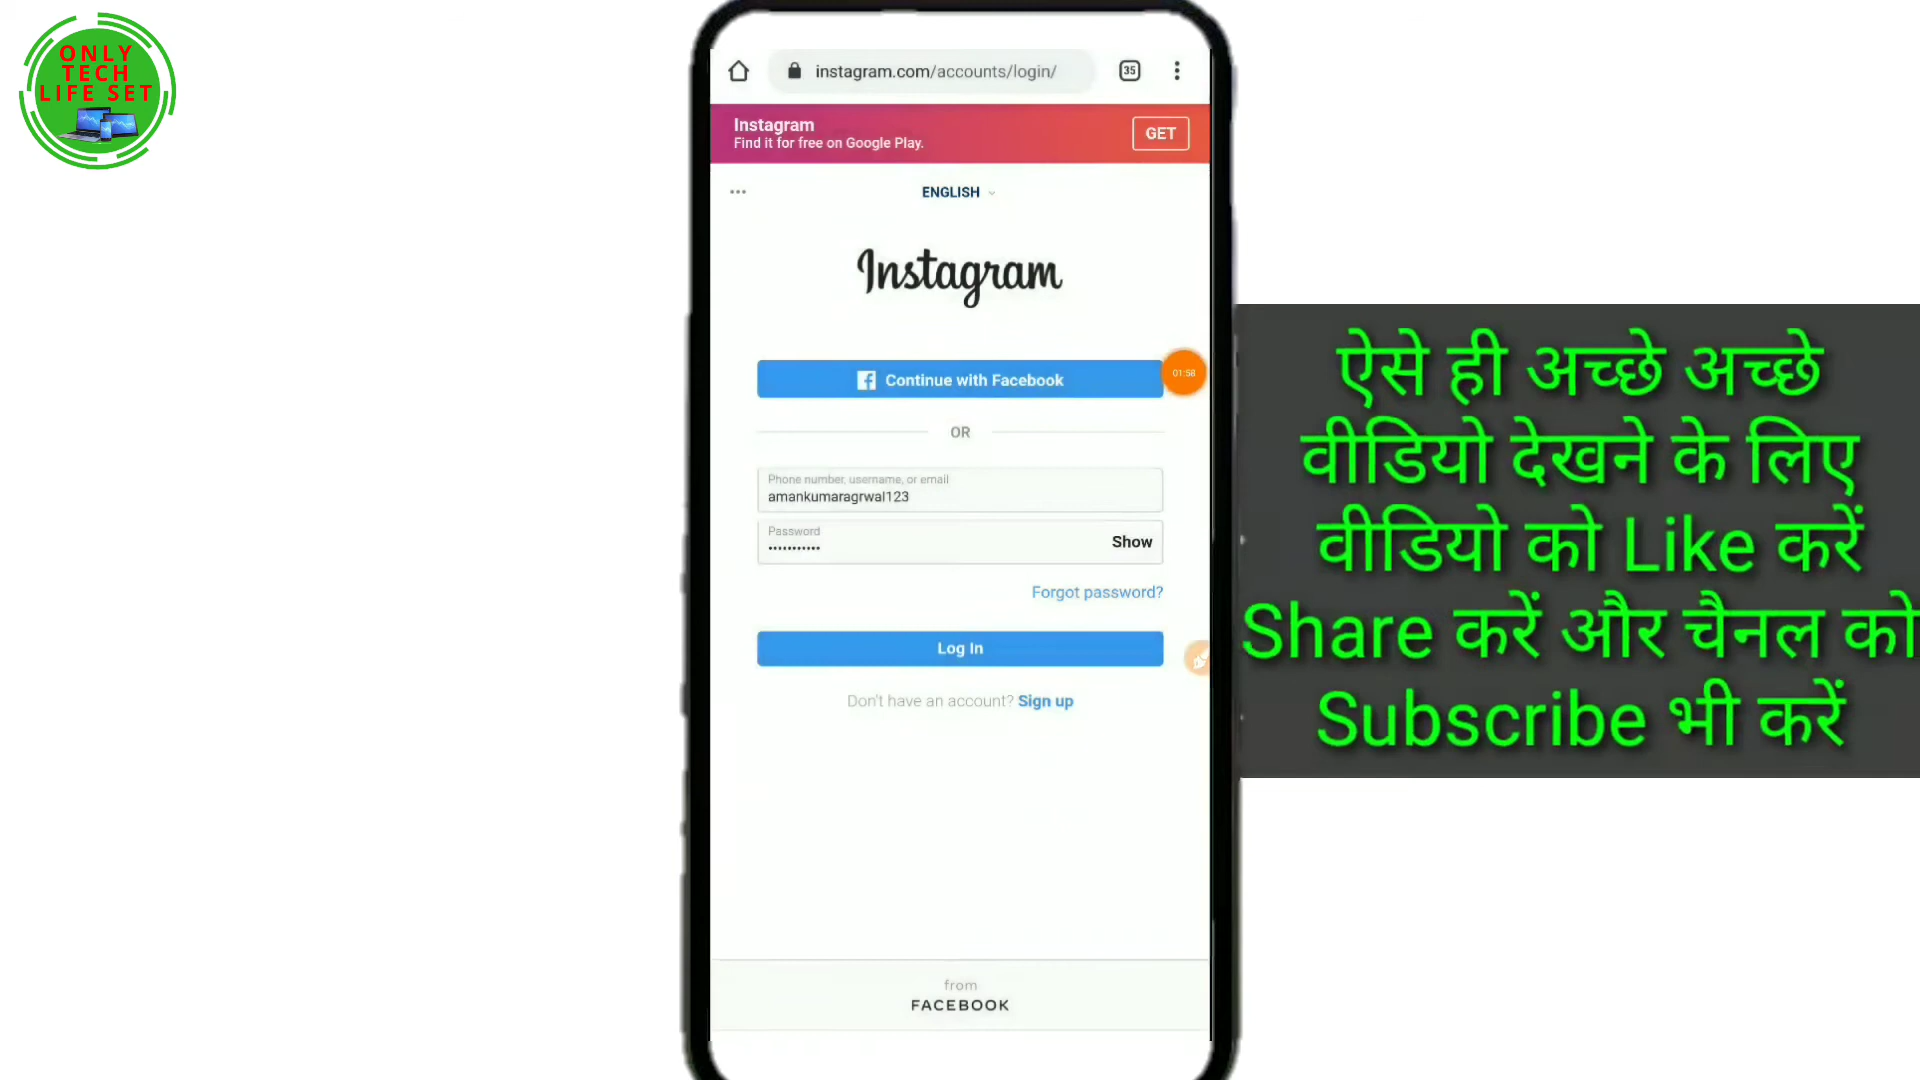 ONLY
TECH
LIFE SET
instagram.com/accounts/login/
35
Instagram
Find it for free on Google Play.
GET
ENGLISH
Instagram
Continue with Facebook
01:58
OR
Phone number, username, or email
amankumaragrwal123
Password
Show
Forgot password?
Log In
Don't have an account? Sign up
from
FACEBOOK
ऐसे ही अच्छे अच्छे
वीडियो देखने के लिए
वीडियो को Like करें
Share करें और चैनल को
Subscribe भी करें